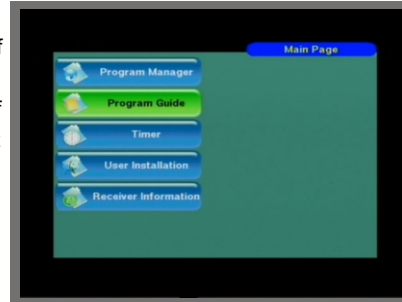 Main Page
Program Manager
Program Guide
Timer
User Installation
Receiver Information